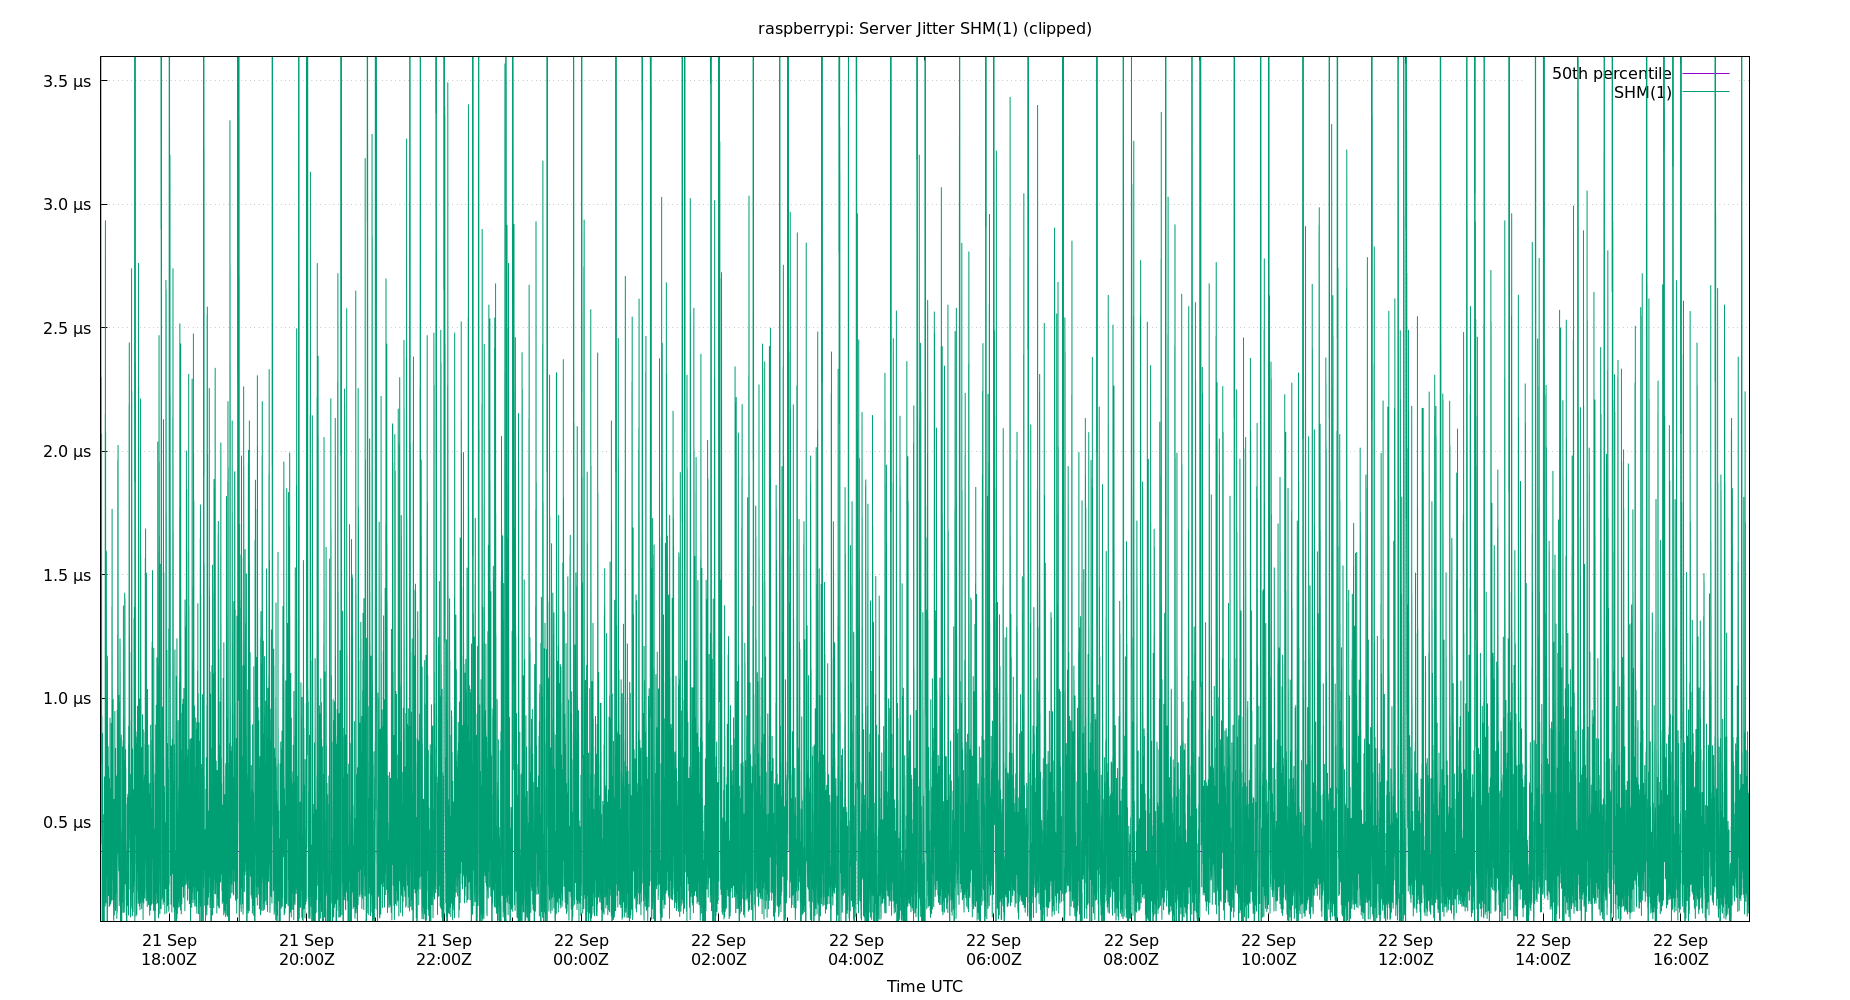 raspberrypi: Server Jitter SHM(1) (clipped)
50th percentile
SHM(1)
3.5 µs
3.0 µs
2.5 µs
2.0 µs
1.5 µs
1.0 µs
0.5 µs
21 Sep 21 Sep 21 Sep 22 Sep 22 Sep 22 Sep 22 Sep 22 Sep 22 Sep 22 Sep 22 Sep 22 Sep
18:00Z 20:00Z 22:00Z 00:00Z 02:00Z 04:00Z 06:00Z 08:00Z 10:00Z 12:00Z 14:00Z 16:00Z
Time UTC